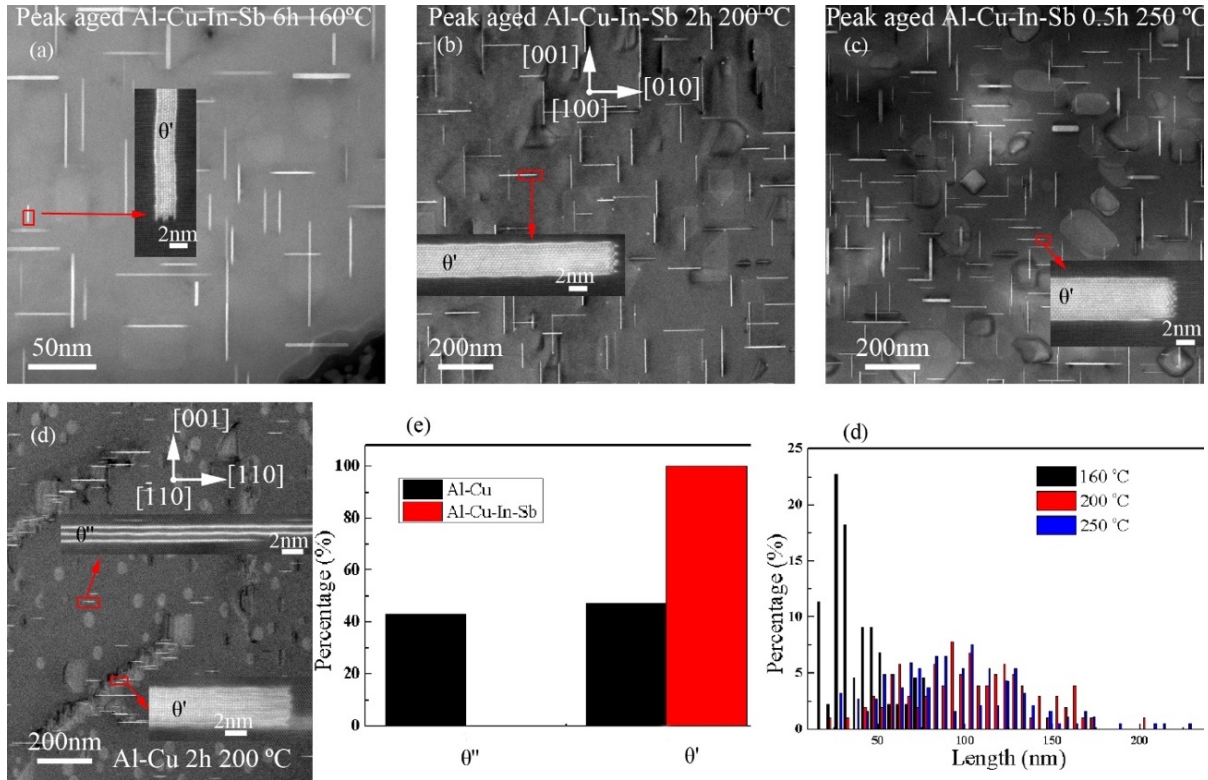 Peak aged Al-Cu-In-Sb 6h 160°C
(a)
θ'
2nm
50nm
Peak aged Al-Cu-In-Sb 2h 200 °C
(b)
[001]
[010]
[100]
θ'
2nm
200nm
Peak aged Al-Cu-In-Sb 0.5h 250 °C
(c)
θ'
2nm
200nm
(d)
[001]
[110]
[1̄10]
θ"
2nm
θ'
2nm
200nm
Al-Cu 2h 200 °C
(e)
Percentage (%)
100
80
60
40
20
0
Al-Cu
Al-Cu-In-Sb
θ"
θ'
(d)
Percentage (%)
25
20
15
10
5
0
160 °C
200 °C
250 °C
50
100
150
200
Length (nm)